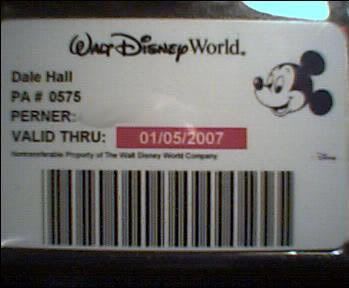 Walt Disney World.
Dale Hall
PA # 0575
PERNER:
VALID THRU: 01/05/2007
Nontransferable Property of The Walt Disney World Company
Disney